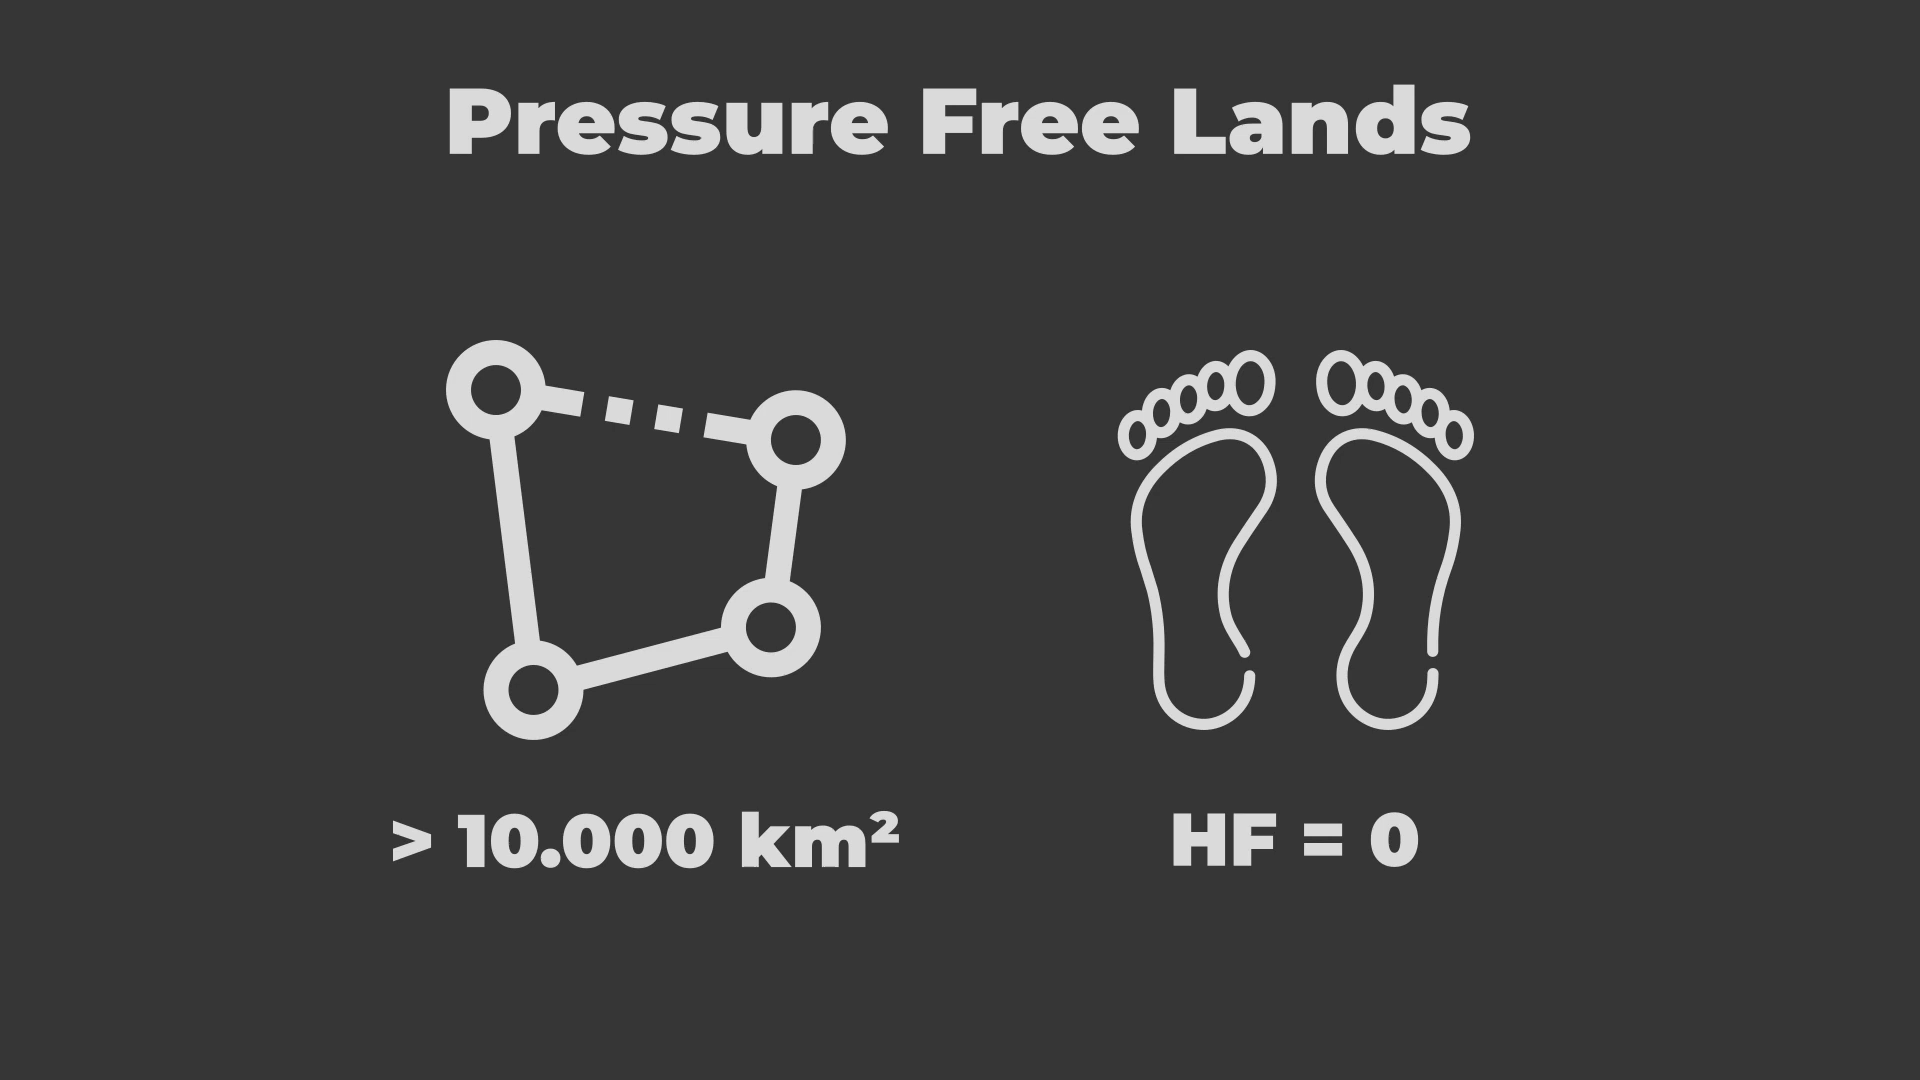 Pressure Free Lands
> 10.000 km²
HF = 0